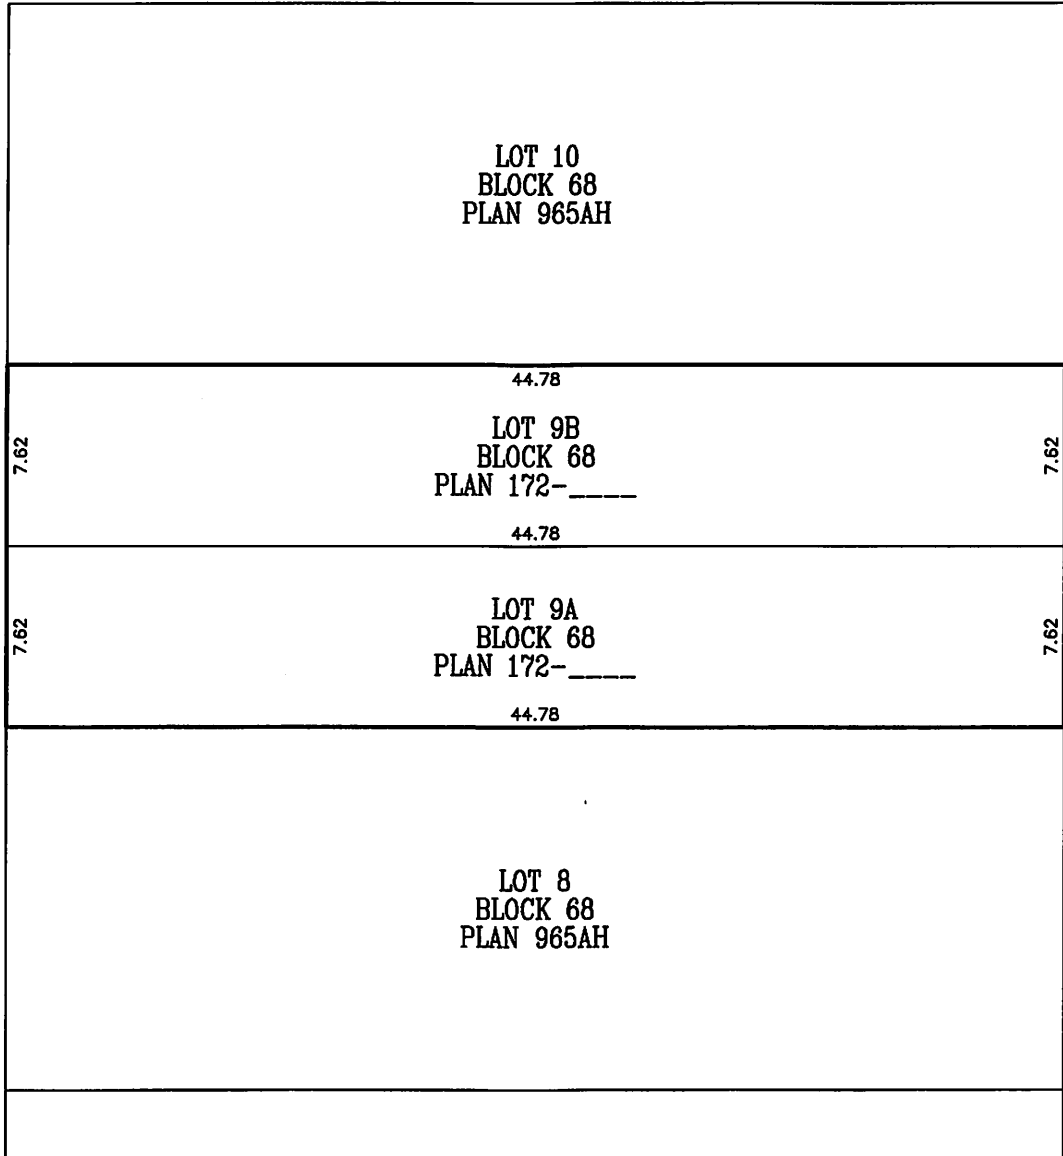 LOT 10
BLOCK 68
PLAN 965AH
44.78
LOT 9B
BLOCK 68
PLAN 172-____
7.62
7.62
44.78
LOT 9A
BLOCK 68
PLAN 172-____
7.62
7.62
44.78
LOT 8
BLOCK 68
PLAN 965AH